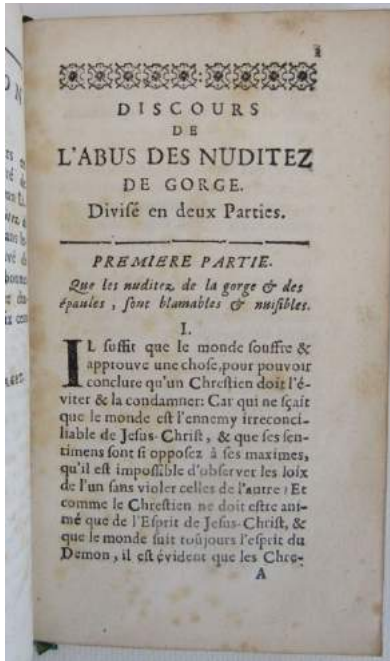 DISCOURS
DE
L'ABUS DES NUDITEZ
DE GORGE.
Diviſé en deux Parties.
PREMIERE PARTIE.
Que les nuditez de la gorge & des
épaules, ſont blamables & nuiſibles.
I.
IL ſuffit que le monde ſouffre &
approuve une choſe,pour pouvoir
conclure qu'un Chreſtien doit l'é-
viter & la condamner: Car qui ne ſçait
que le monde eſt l'ennemy irreconci-
liable de Jeſus-Chriſt, & que ſes ſen-
timens ſont ſi oppoſez à ſes maximes,
qu'il eſt impoſſible d'obſerver les loix
de l'un ſans violer celles de l'autre: Et
comme le Chreſtien ne doit eſtre ani-
mé que de l'Eſprit de Jeſus-Chriſt, &
que le monde ſuit toûjours l'eſprit du
Demon, il eſt évident que les Chre-
A